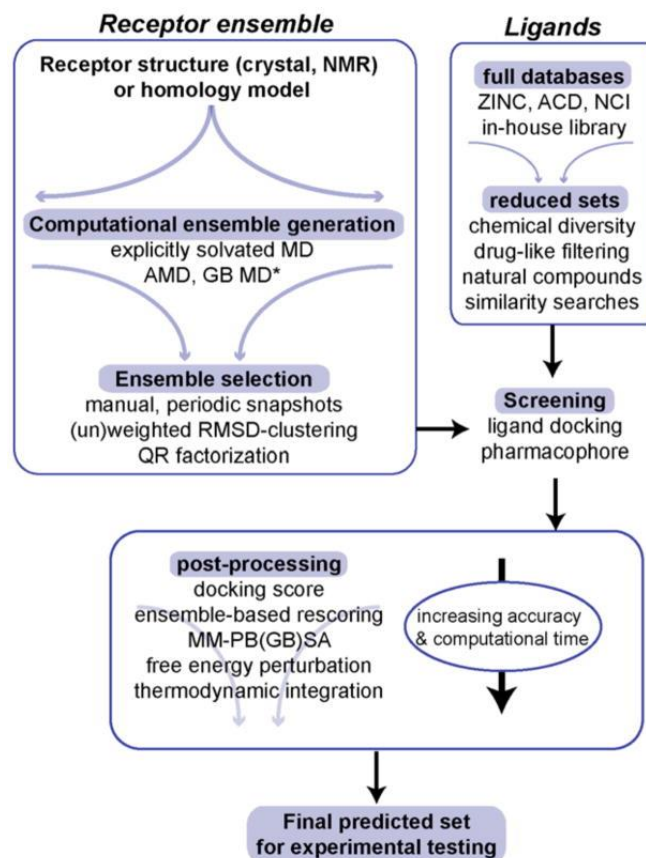 Receptor ensemble
Receptor structure (crystal, NMR)
or homology model
Computational ensemble generation
explicitly solvated MD
AMD, GB MD*
Ensemble selection
manual, periodic snapshots
(un)weighted RMSD-clustering
QR factorization
Ligands
full databases
ZINC, ACD, NCI
in-house library
reduced sets
chemical diversity
drug-like filtering
natural compounds
similarity searches
Screening
ligand docking
pharmacophore
post-processing
docking score
ensemble-based rescoring
MM-PB(GB)SA
free energy perturbation
thermodynamic integration
increasing accuracy
& computational time
Final predicted set
for experimental testing